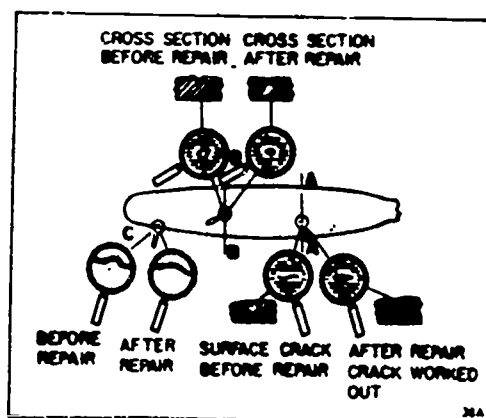 CROSS SECTION CROSS SECTION
BEFORE REPAIR AFTER REPAIR
A
B
C
BEFORE
REPAIR
AFTER
REPAIR
SURFACE CRACK
BEFORE REPAIR
AFTER REPAIR
CRACK WORKED
OUT